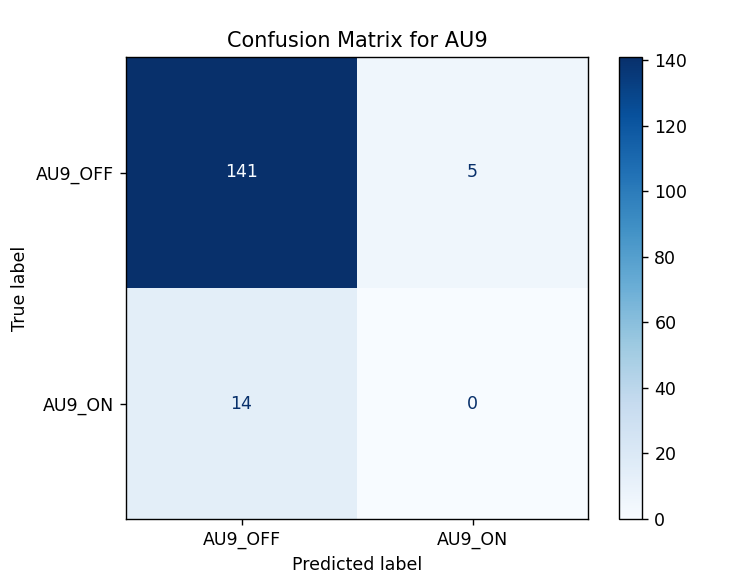 Confusion Matrix for AU9
True label
AU9_OFF
AU9_ON
141
5
14
0
AU9_OFF
AU9_ON
Predicted label
140
120
100
80
60
40
20
0